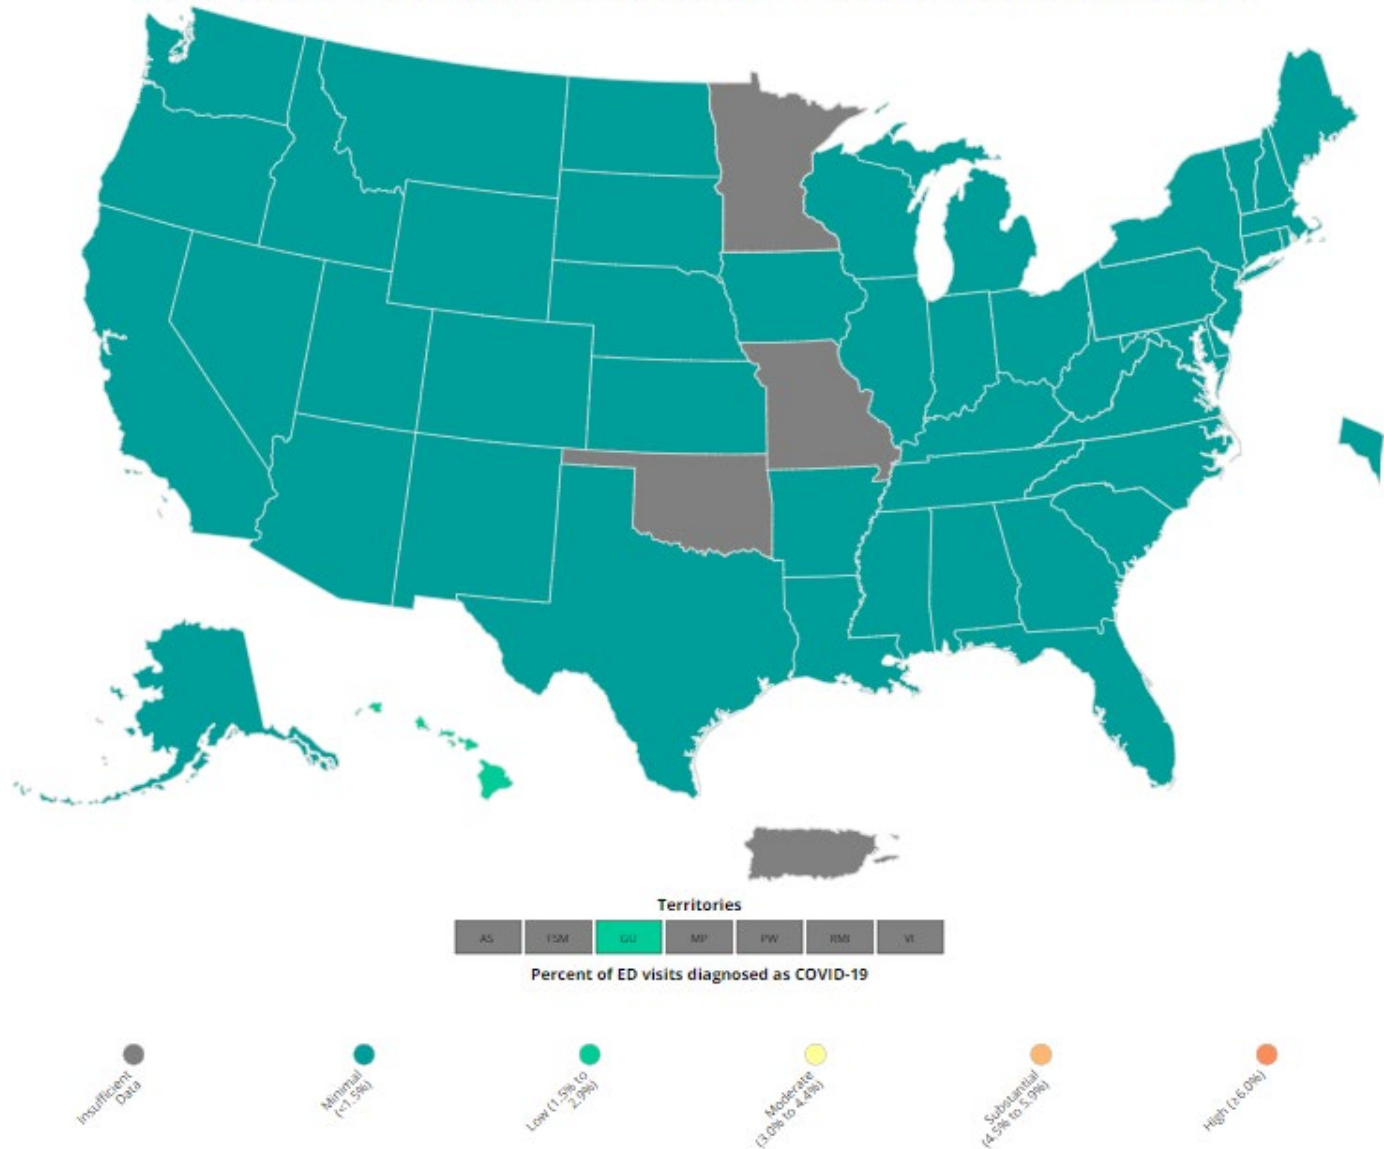 Territories
AS FSM GU MP PW RMI VI
Percent of ED visits diagnosed as COVID-19
Insufficient
Data
Minimal
(<1.5%)
Low (1.5% to
2.9%)
Moderate
(3.0% to 4.4%)
Substantial
(4.5% to 5.9%)
High (≥6.0%)